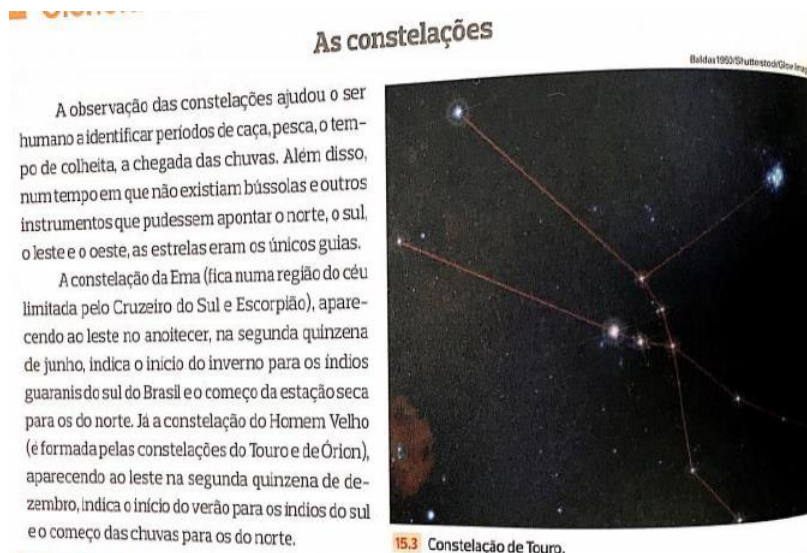 As constelações
Baldas1950/Shutterstock/Glow
A observação das constelações ajudou o ser
humano a identificar períodos de caça, pesca, o tem-
po de colheita, a chegada das chuvas. Além disso,
num tempo em que não existiam bússolas e outros
instrumentos que pudessem apontar o norte, o sul,
o leste e o oeste, as estrelas eram os únicos guias.
A constelação da Ema (fica numa região do céu
limitada pelo Cruzeiro do Sul e Escorpião), apare-
cendo ao leste no anoitecer, na segunda quinzena
de junho, indica o início do inverno para os índios
guaranis do sul do Brasil e o começo da estação seca
para os do norte. Já a constelação do Homem Velho
(é formada pelas constelações do Touro e de Órion),
aparecendo ao leste na segunda quinzena de de-
zembro, indica o início do verão para os índios do sul
e o começo das chuvas para os do norte.
15.3 Constelação de Touro.